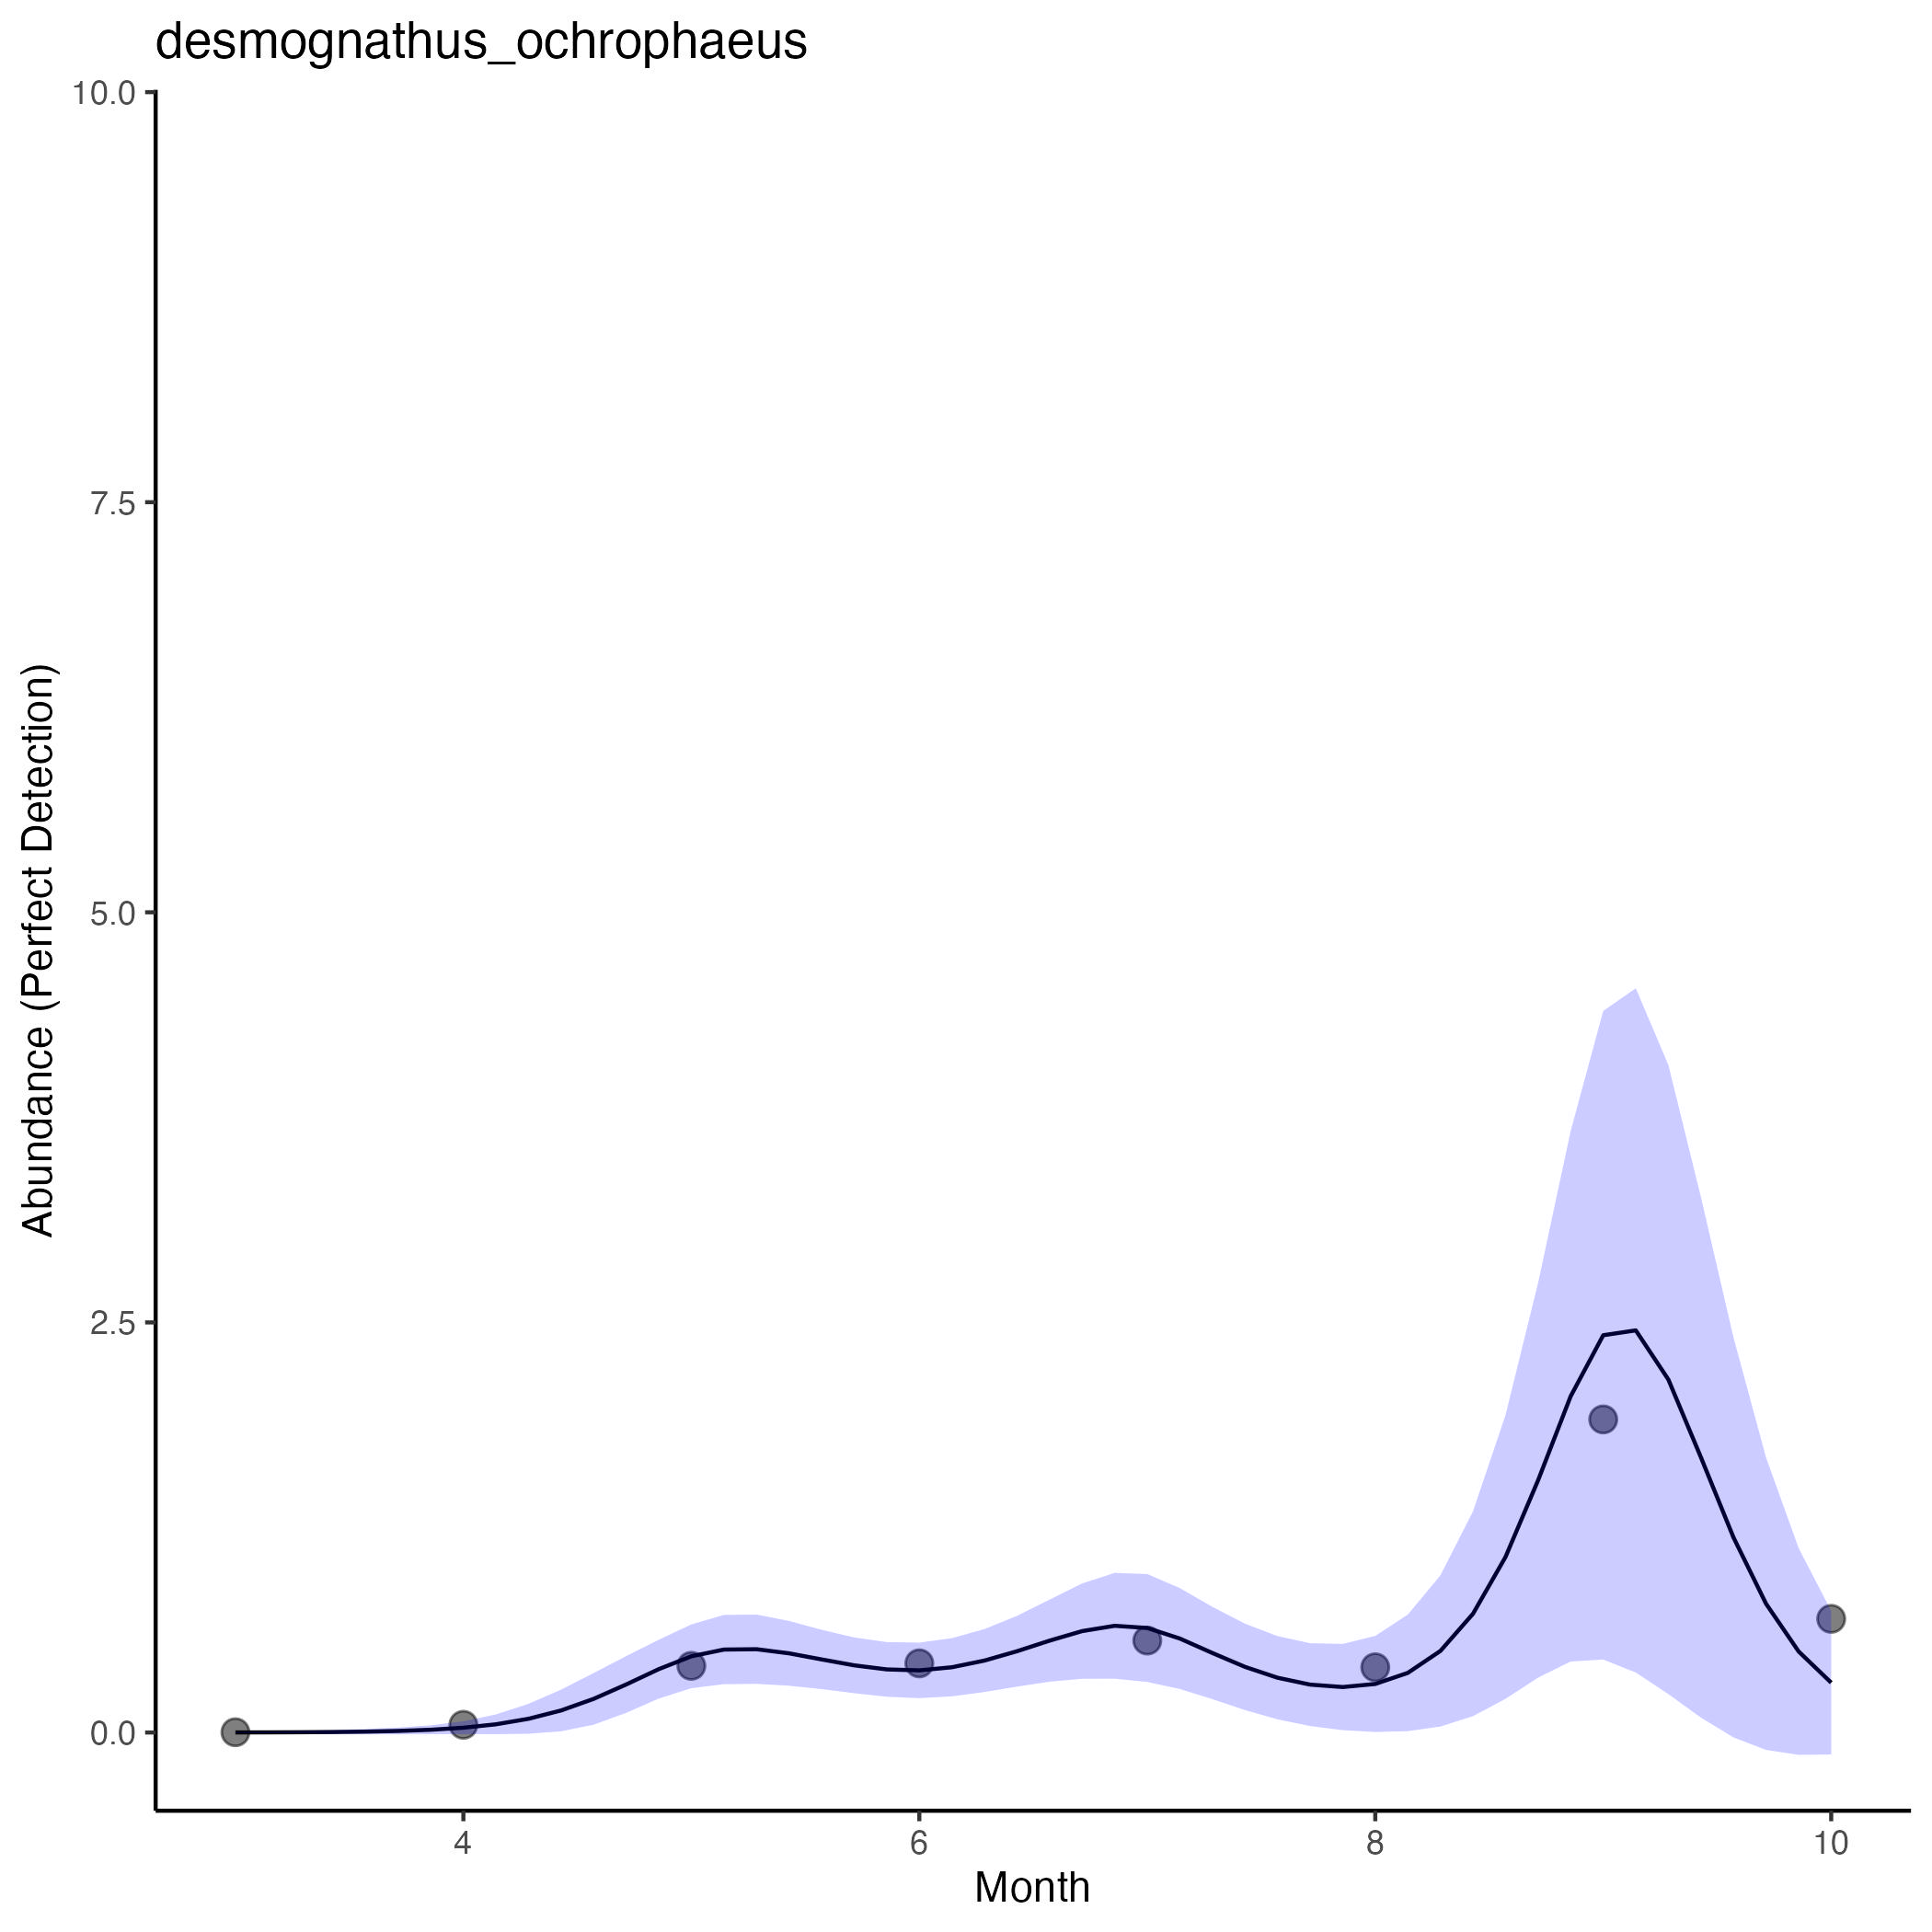 desmognathus_ochrophaeus
10.0
7.5
5.0
2.5
0.0
Abundance (Perfect Detection)
4 6 8 10
Month